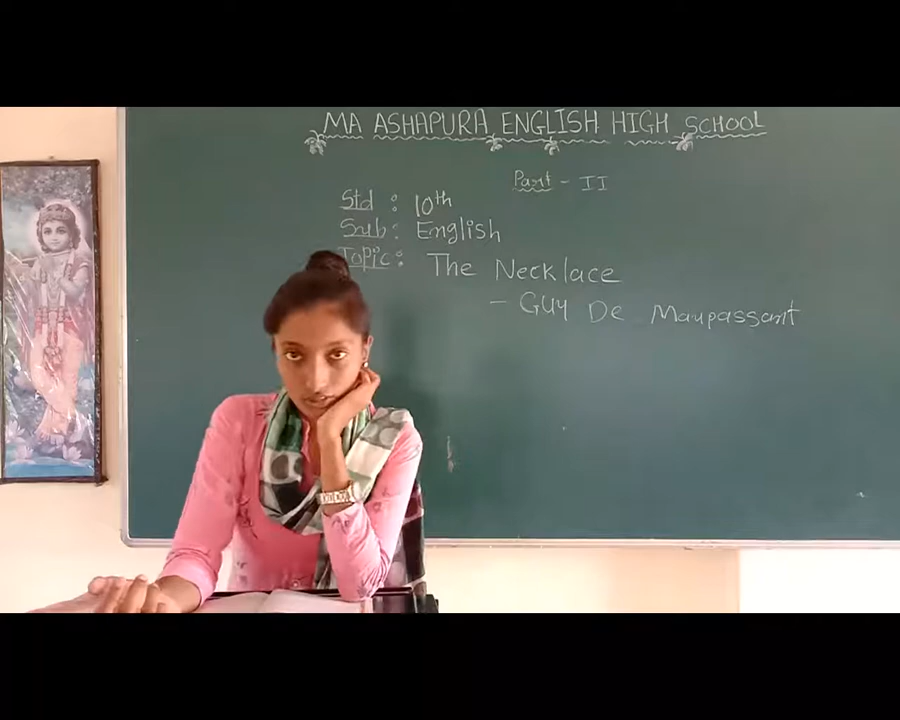 MA ASHAPURA ENGLISH HIGH SCHOOL
Part - II
Std : 10th
Sub : English
Topic : The Necklace
- Guy De Maupassant